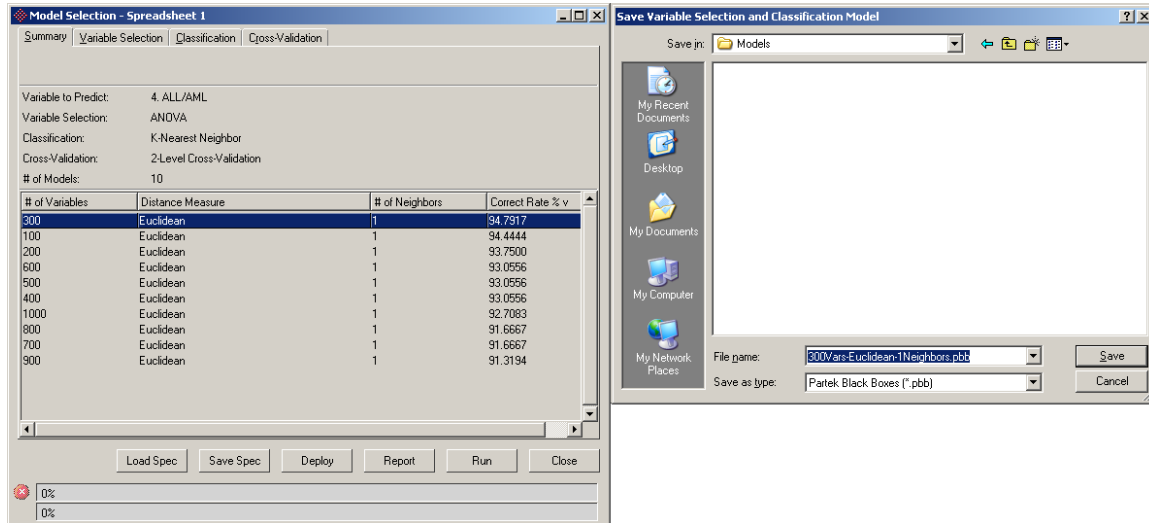 Model Selection - Spreadsheet 1
Summary Variable Selection Classification Cross-Validation
Variable to Predict: 4. ALL/AML
Variable Selection: ANOVA
Classification: K-Nearest Neighbor
Cross-Validation: 2-Level Cross-Validation
# of Models: 10
# of Variables Distance Measure # of Neighbors Correct Rate % v
300 Euclidean 1 94.7917
100 Euclidean 1 94.4444
200 Euclidean 1 93.7500
600 Euclidean 1 93.0556
500 Euclidean 1 93.0556
400 Euclidean 1 93.0556
1000 Euclidean 1 92.7083
800 Euclidean 1 91.6667
700 Euclidean 1 91.6667
900 Euclidean 1 91.3194
Load Spec Save Spec Deploy Report Run Close
0%
0%
Save Variable Selection and Classification Model
Save in: Models
My Recent
Documents
Desktop
My Documents
My Computer
My Network
Places
File name: 300Vars-Euclidean-1Neighbors.pbb Save
Save as type: Partek Black Boxes (*.pbb) Cancel